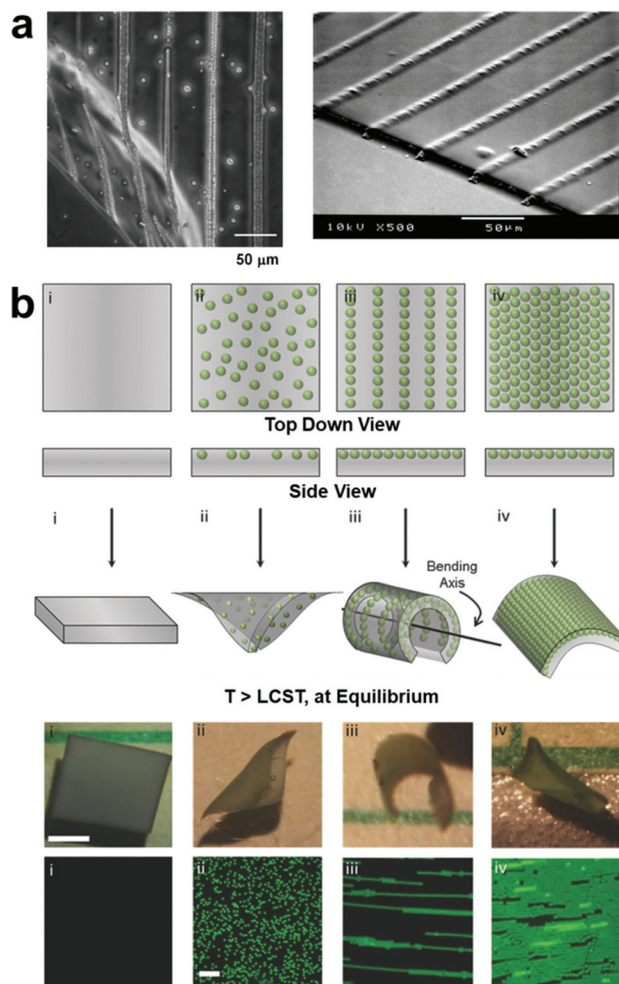 a
50 μm
10kV X500 50μm
b
i ii iii iv
Top Down View
Side View
i ii iii iv
Bending
Axis
T > LCST, at Equilibrium
i ii iii iv
i ii iii iv